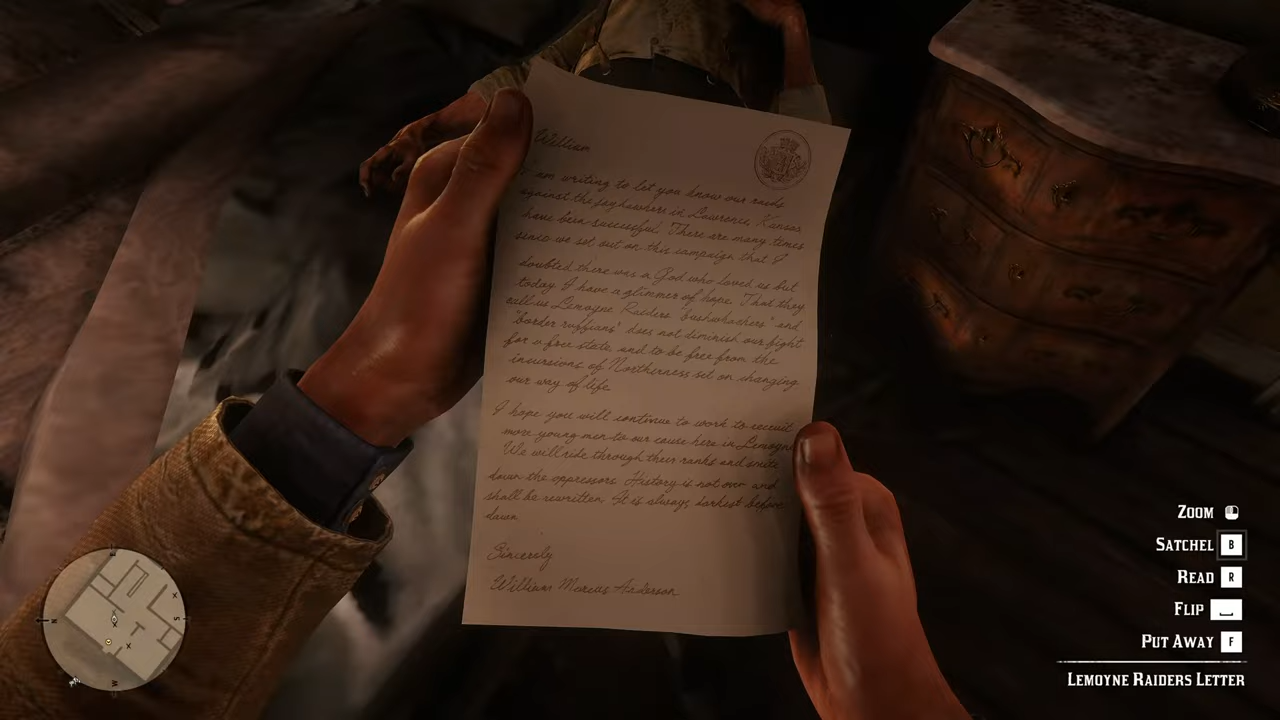 William
I am writing to let you know our raids
against the jayhawkers in Lawrence, Kansas
have been successful. There are many times
since we set out on this campaign that I
doubted there was a God who loved us but
today I have a glimmer of hope. That they
call us Lemoyne Raiders "bushwhackers" and
"border ruffians" does not diminish our fight
for a free state, and to be free from the
incursions of Northerness set on changing
our way of life.
I hope you will continue to work to recruit
more young men to our cause here in Lemoyne
We will ride through their ranks and smite
down the oppressors. History is not over and
shall be rewritten. It is always darkest before
dawn.
Sincerely
William Marcus Anderson
ZOOM
SATCHEL B
READ R
FLIP
PUT AWAY F
LEMOYNE RAIDERS LETTER